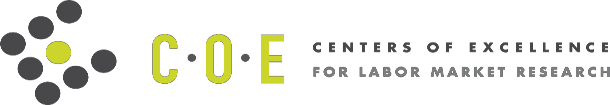 C·O·E
CENTERS OF EXCELLENCE
FOR LABOR MARKET RESEARCH